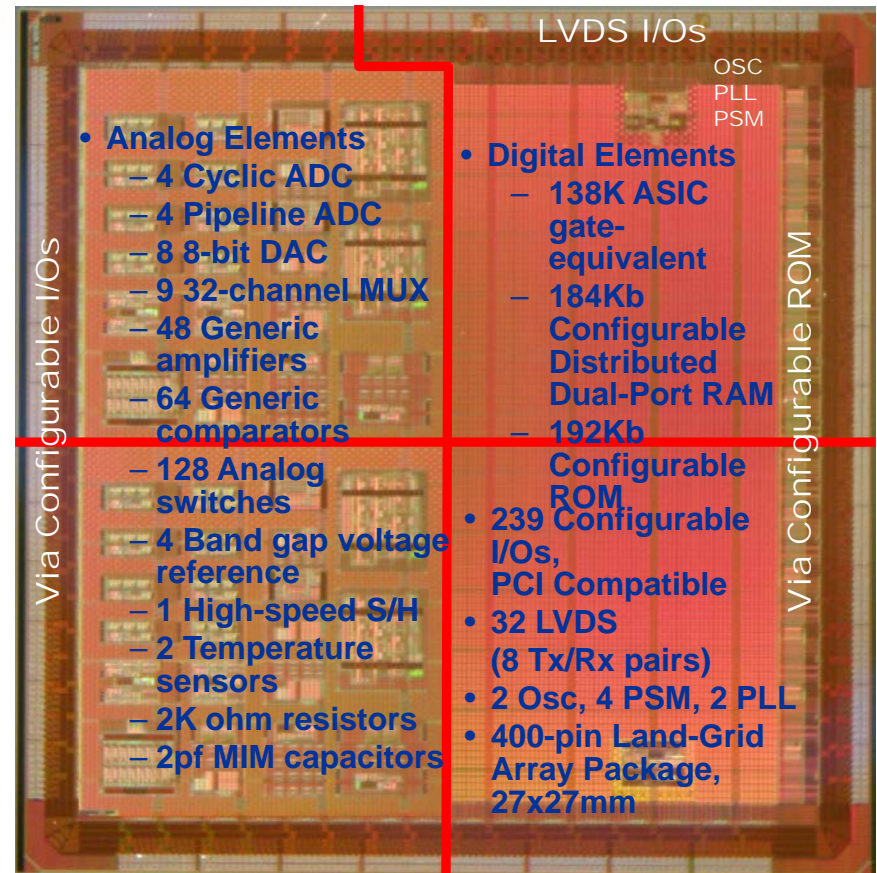 LVDS I/Os
OSC
PLL
PSM
Via Configurable I/Os
• Analog Elements
– 4 Cyclic ADC
– 4 Pipeline ADC
– 8 8-bit DAC
– 9 32-channel MUX
– 48 Generic
amplifiers
– 64 Generic
comparators
– 128 Analog
switches
– 4 Band gap voltage
reference
– 1 High-speed S/H
– 2 Temperature
sensors
– 2K ohm resistors
– 2pf MIM capacitors
• Digital Elements
– 138K ASIC
gate-
equivalent
– 184Kb
Configurable
Distributed
Dual-Port RAM
– 192Kb
Configurable
ROM
• 239 Configurable
I/Os,
PCI Compatible
• 32 LVDS
(8 Tx/Rx pairs)
• 2 Osc, 4 PSM, 2 PLL
• 400-pin Land-Grid
Array Package,
27x27mm
Via Configurable ROM